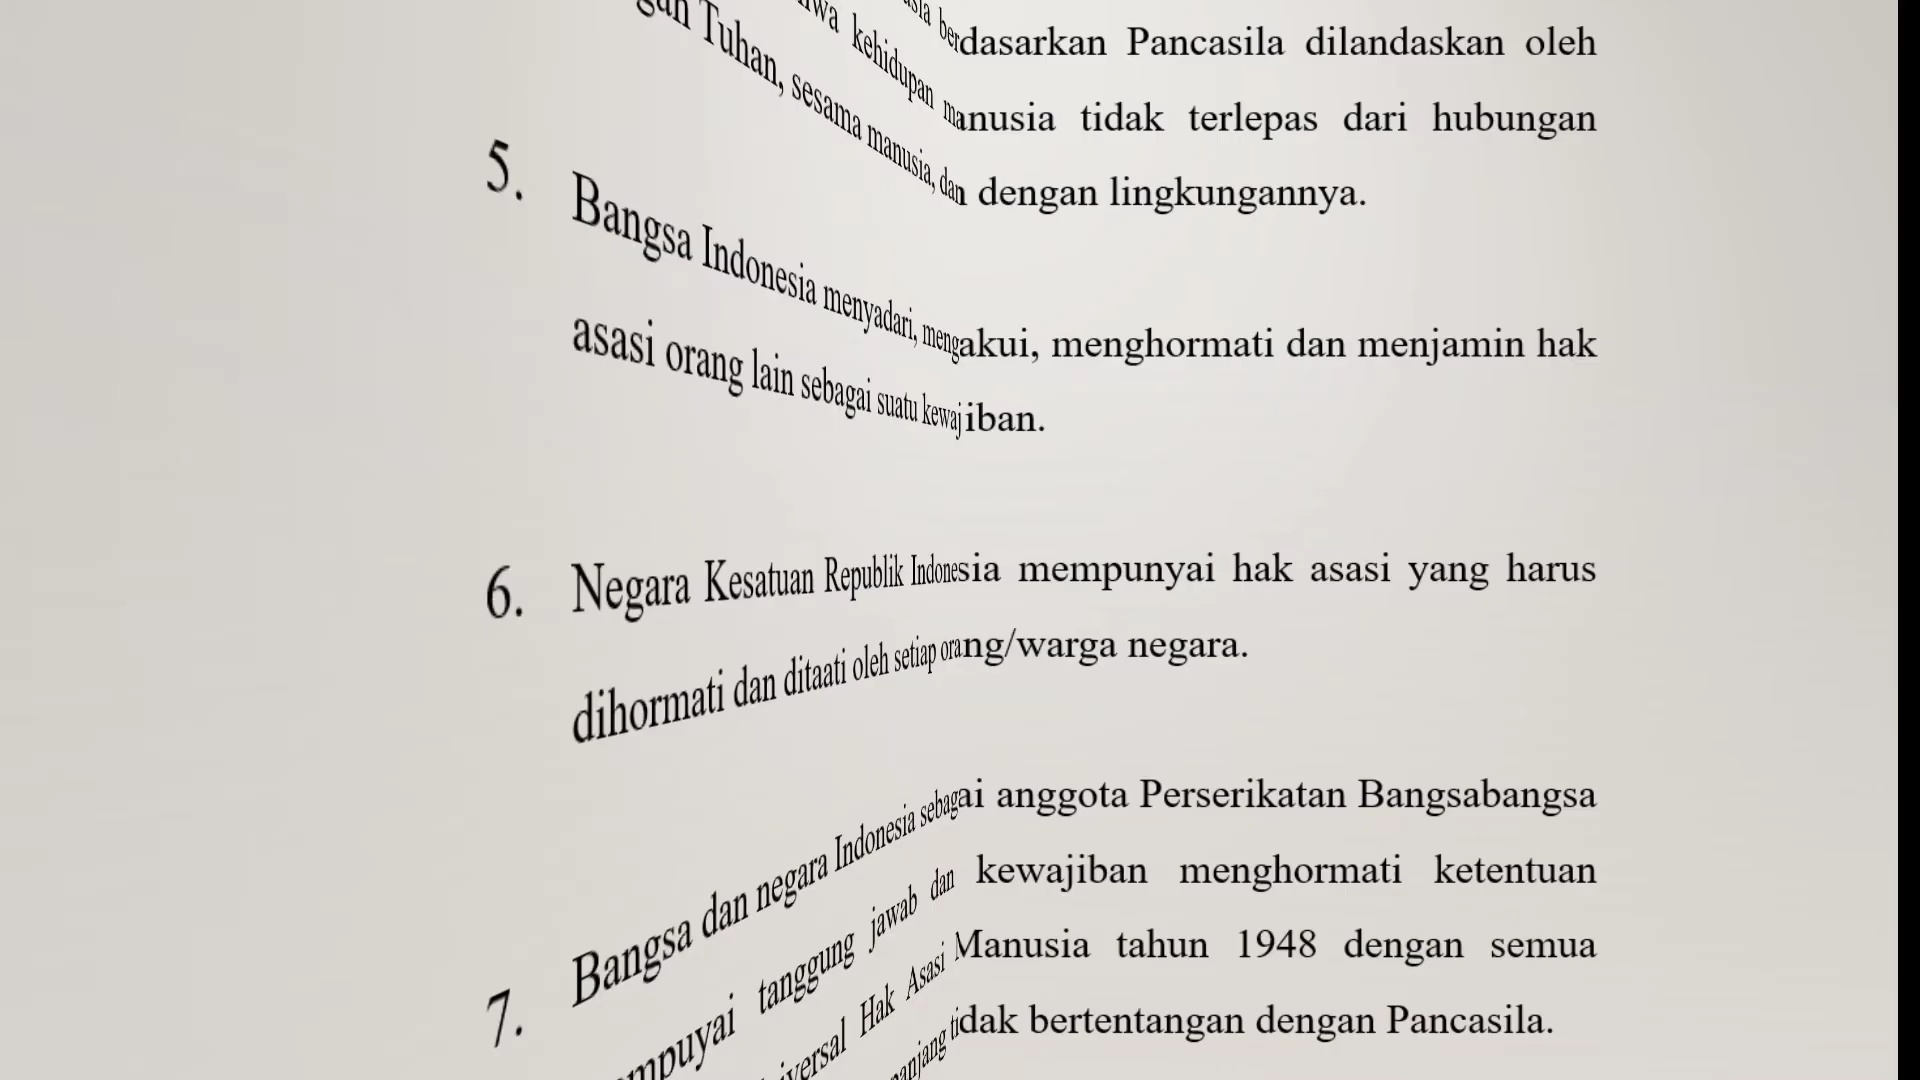 berdasarkan Pancasila dilandaskan oleh
kehidupan manusia tidak terlepas dari hubungan
Tuhan, sesama manusia, dan dengan lingkungannya.
5. Bangsa Indonesia menyadari, mengakui, menghormati dan menjamin hak
asasi orang lain sebagai suatu kewajiban.
6. Negara Kesatuan Republik Indonesia mempunyai hak asasi yang harus
dihormati dan ditaati oleh setiap orang/warga negara.
7. Bangsa dan negara Indonesia sebagai anggota Perserikatan Bangsabangsa
mpuyai tanggung jawab dan kewajiban menghormati ketentuan
Hak Asasi Manusia tahun 1948 dengan semua
tidak bertentangan dengan Pancasila.